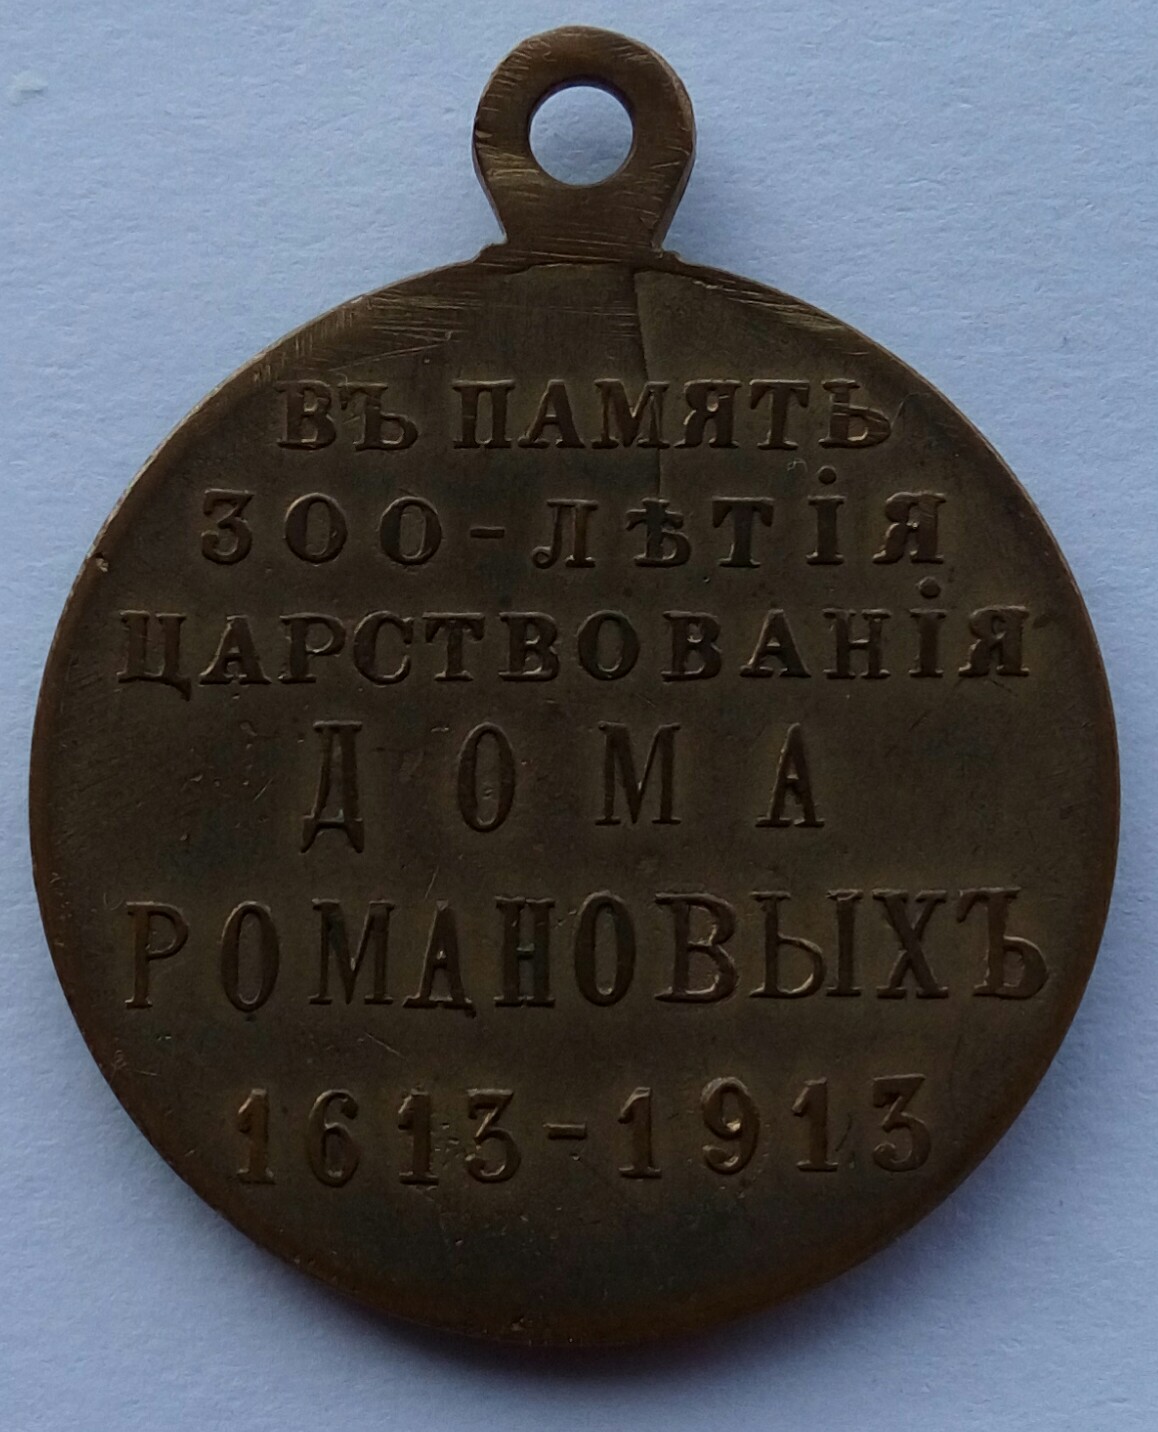 ВЪ ПАМЯТЬ
300-ЛѢТІЯ
ЦАРСТВОВАНІЯ
ДОМА
РОМАНОВЫХЪ
1613-1913